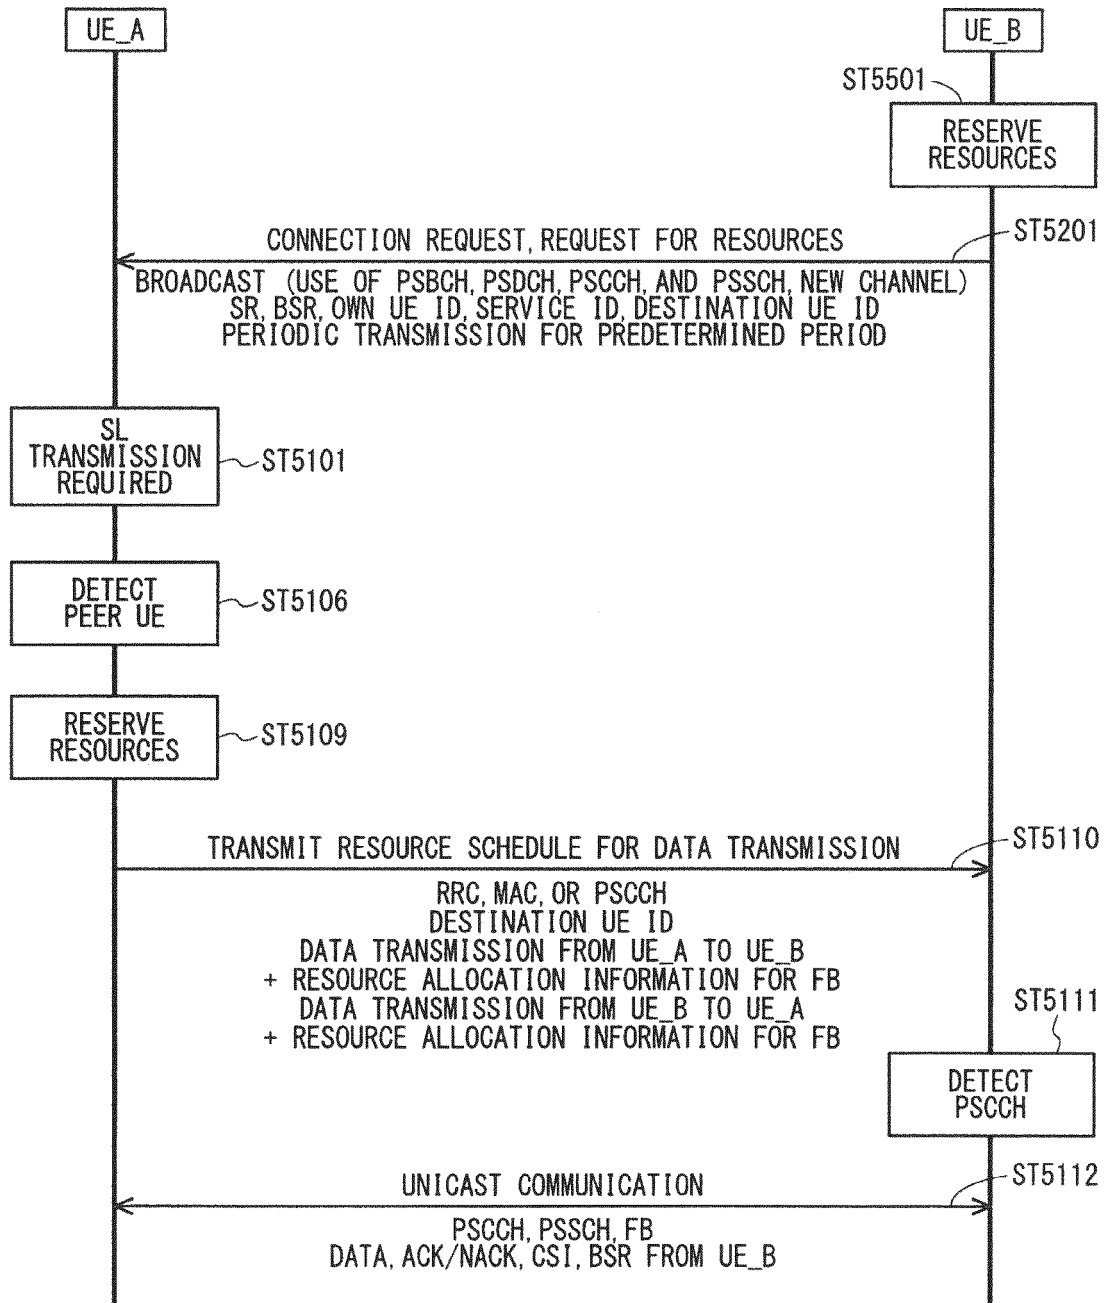 UE_A
UE_B
ST5501
RESERVE
RESOURCES
ST5201
CONNECTION REQUEST, REQUEST FOR RESOURCES
BROADCAST (USE OF PSBCH, PSDCH, PSCCH, AND PSSCH, NEW CHANNEL)
SR, BSR, OWN UE ID, SERVICE ID, DESTINATION UE ID
PERIODIC TRANSMISSION FOR PREDETERMINED PERIOD
SL
TRANSMISSION
REQUIRED
ST5101
DETECT
PEER UE
ST5106
RESERVE
RESOURCES
ST5109
TRANSMIT RESOURCE SCHEDULE FOR DATA TRANSMISSION
ST5110
RRC, MAC, OR PSCCH
DESTINATION UE ID
DATA TRANSMISSION FROM UE_A TO UE_B
+ RESOURCE ALLOCATION INFORMATION FOR FB
DATA TRANSMISSION FROM UE_B TO UE_A
+ RESOURCE ALLOCATION INFORMATION FOR FB
ST5111
DETECT
PSCCH
UNICAST COMMUNICATION
ST5112
PSCCH, PSSCH, FB
DATA, ACK/NACK, CSI, BSR FROM UE_B